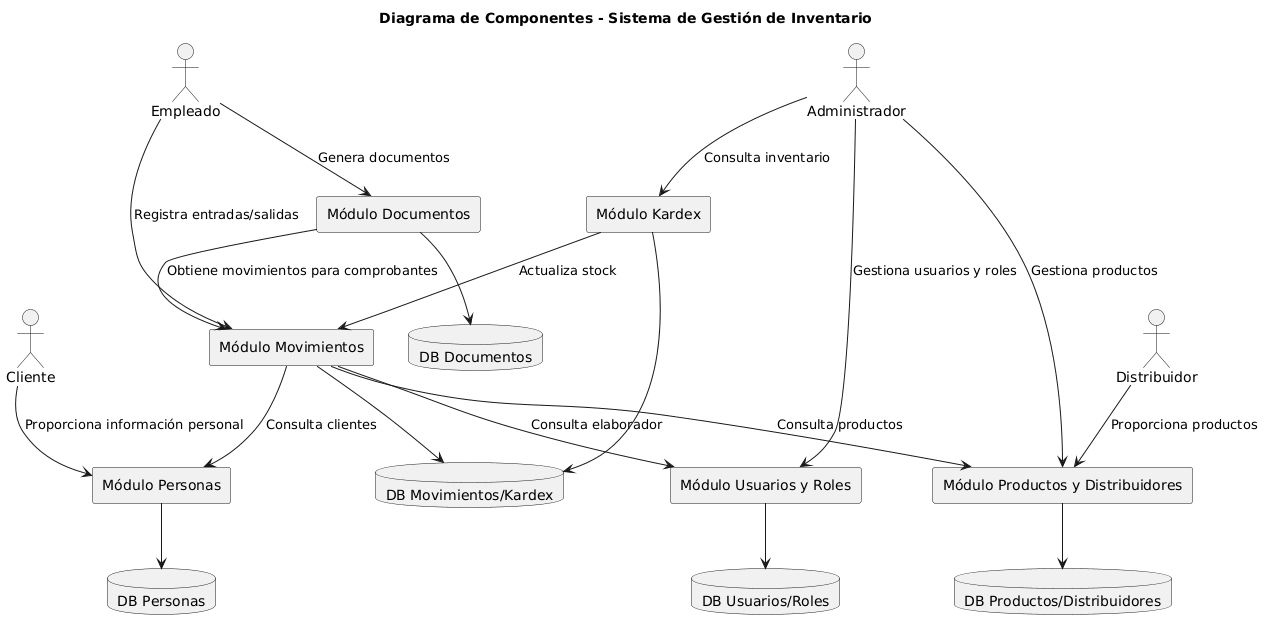 Diagrama de Componentes - Sistema de Gestión de Inventario
Empleado
Administrador
Genera documentos
Consulta inventario
Registra entradas/salidas
Módulo Documentos
Módulo Kardex
Obtiene movimientos para comprobantes
Actualiza stock
Gestiona usuarios y roles
Gestiona productos
Módulo Movimientos
DB Documentos
Cliente
Distribuidor
Proporciona información personal
Consulta clientes
Consulta elaborador
Consulta productos
Proporciona productos
Módulo Personas
DB Movimientos/Kardex
Módulo Usuarios y Roles
Módulo Productos y Distribuidores
DB Personas
DB Usuarios/Roles
DB Productos/Distribuidores